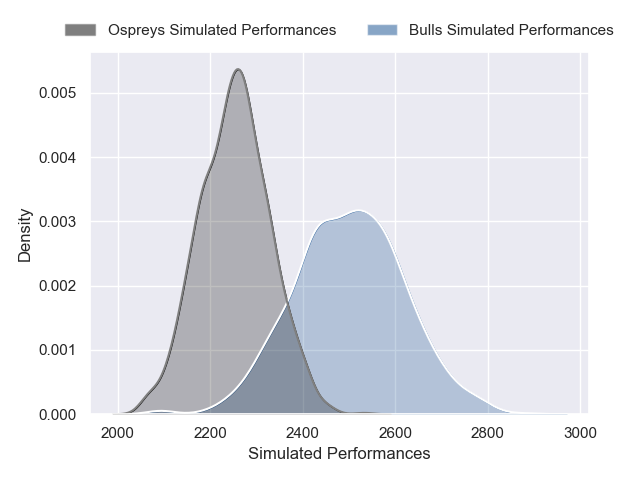 Ospreys Simulated Performances Bulls Simulated Performances
0.005
0.004
0.003
0.002
0.001
0.000
Density
2000 2200 2400 2600 2800 3000
Simulated Performances